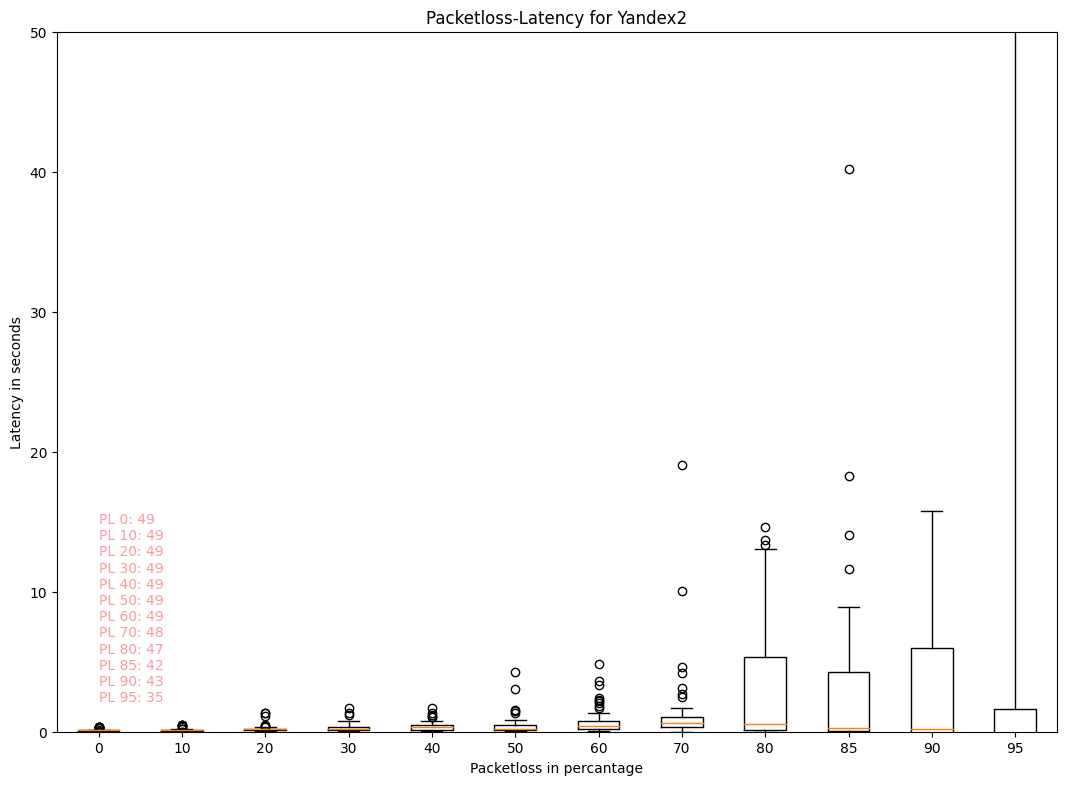 Packetloss-Latency for Yandex2
50
40
30
20
10
0
Latency in seconds
PL 0: 49
PL 10: 49
PL 20: 49
PL 30: 49
PL 40: 49
PL 50: 49
PL 60: 49
PL 70: 48
PL 80: 47
PL 85: 42
PL 90: 43
PL 95: 35
0 10 20 30 40 50 60 70 80 85 90 95
Packetloss in percantage